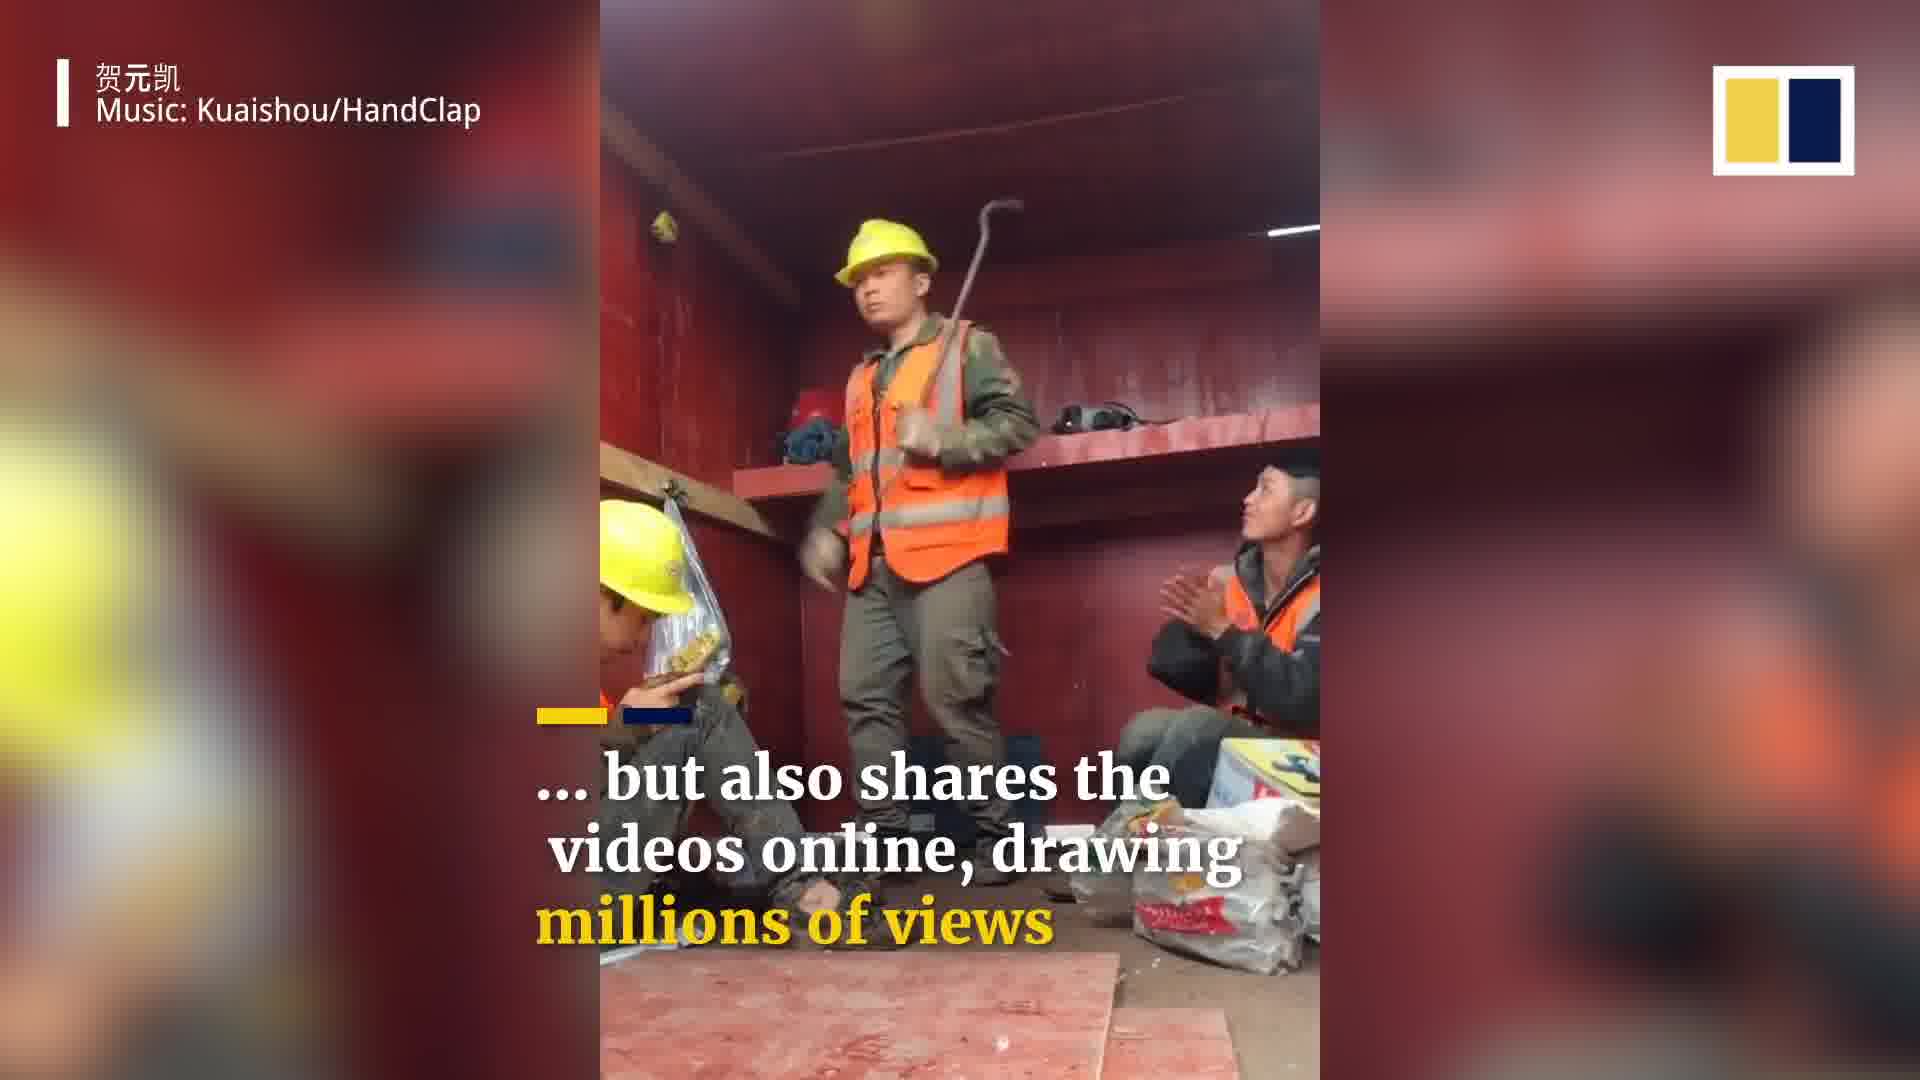 贺元凯
Music: Kuaishou/HandClap
... but also shares the
videos online, drawing
millions of views